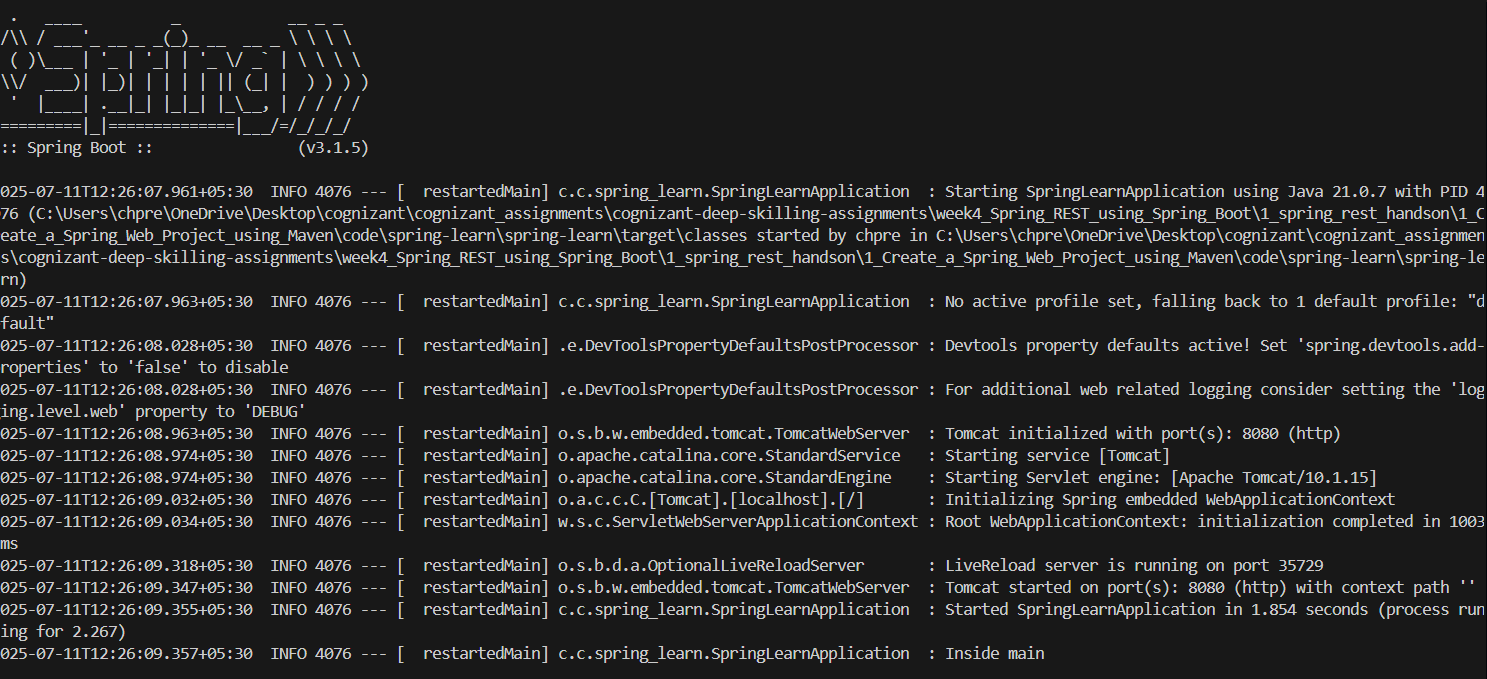 .   ____          _            __ _ _
/\\ / ___'_ __ _ _(_)_ __  __ _ \ \ \ \
 ( )\___ | '_ | '_| | '_ \/ _` | \ \ \ \
\\/  ___)| |_)| | | | | || (_| |  ) ) ) )
 '  |____| .__|_| |_|_| |_\__, | / / / /
=========|_|==============|___/=/_/_/_/
:: Spring Boot ::                (v3.1.5)

025-07-11T12:26:07.961+05:30  INFO 4076 --- [  restartedMain] c.c.spring_learn.SpringLearnApplication  : Starting SpringLearnApplication using Java 21.0.7 with PID 4
76 (C:\Users\chpre\OneDrive\Desktop\cognizant\cognizant_assignments\cognizant-deep-skilling-assignments\week4_Spring_REST_using_Spring_Boot\1_spring_rest_handson\1_C
eate_a_Spring_Web_Project_using_Maven\code\spring-learn\spring-learn\target\classes started by chpre in C:\Users\chpre\OneDrive\Desktop\cognizant\cognizant_assignmen
s\cognizant-deep-skilling-assignments\week4_Spring_REST_using_Spring_Boot\1_spring_rest_handson\1_Create_a_Spring_Web_Project_using_Maven\code\spring-learn\spring-le
rn)
025-07-11T12:26:07.963+05:30  INFO 4076 --- [  restartedMain] c.c.spring_learn.SpringLearnApplication  : No active profile set, falling back to 1 default profile: "d
fault"
025-07-11T12:26:08.028+05:30  INFO 4076 --- [  restartedMain] .e.DevToolsPropertyDefaultsPostProcessor : Devtools property defaults active! Set 'spring.devtools.add-
roperties' to 'false' to disable
025-07-11T12:26:08.028+05:30  INFO 4076 --- [  restartedMain] .e.DevToolsPropertyDefaultsPostProcessor : For additional web related logging consider setting the 'log
ing.level.web' property to 'DEBUG'
025-07-11T12:26:08.963+05:30  INFO 4076 --- [  restartedMain] o.s.b.w.embedded.tomcat.TomcatWebServer  : Tomcat initialized with port(s): 8080 (http)
025-07-11T12:26:08.974+05:30  INFO 4076 --- [  restartedMain] o.apache.catalina.core.StandardService   : Starting service [Tomcat]
025-07-11T12:26:08.974+05:30  INFO 4076 --- [  restartedMain] o.apache.catalina.core.StandardEngine    : Starting Servlet engine: [Apache Tomcat/10.1.15]
025-07-11T12:26:09.032+05:30  INFO 4076 --- [  restartedMain] o.a.c.c.C.[Tomcat].[localhost].[/]       : Initializing Spring embedded WebApplicationContext
025-07-11T12:26:09.034+05:30  INFO 4076 --- [  restartedMain] w.s.c.ServletWebServerApplicationContext : Root WebApplicationContext: initialization completed in 1003
ms
025-07-11T12:26:09.318+05:30  INFO 4076 --- [  restartedMain] o.s.b.d.a.OptionalLiveReloadServer       : LiveReload server is running on port 35729
025-07-11T12:26:09.347+05:30  INFO 4076 --- [  restartedMain] o.s.b.w.embedded.tomcat.TomcatWebServer  : Tomcat started on port(s): 8080 (http) with context path ''
025-07-11T12:26:09.355+05:30  INFO 4076 --- [  restartedMain] c.c.spring_learn.SpringLearnApplication  : Started SpringLearnApplication in 1.854 seconds (process run
ing for 2.267)
025-07-11T12:26:09.357+05:30  INFO 4076 --- [  restartedMain] c.c.spring_learn.SpringLearnApplication  : Inside main